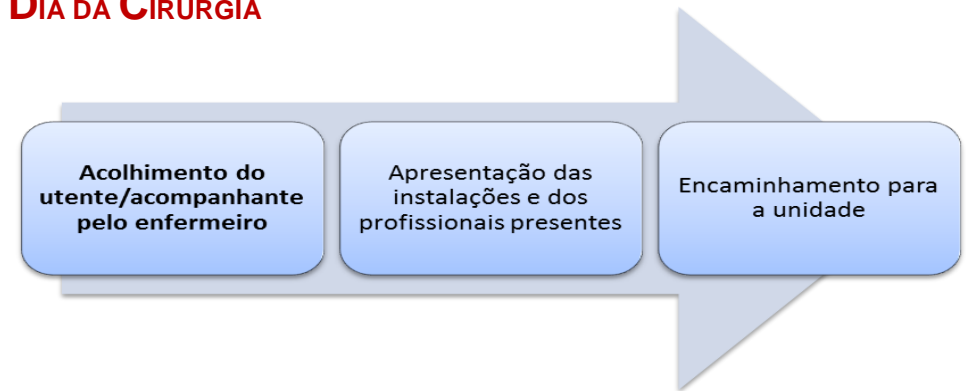 DIA DA CIRURGIA
Acolhimento do
utente/acompanhante
pelo enfermeiro
Apresentação das
instalações e dos
profissionais presentes
Encaminhamento para
a unidade